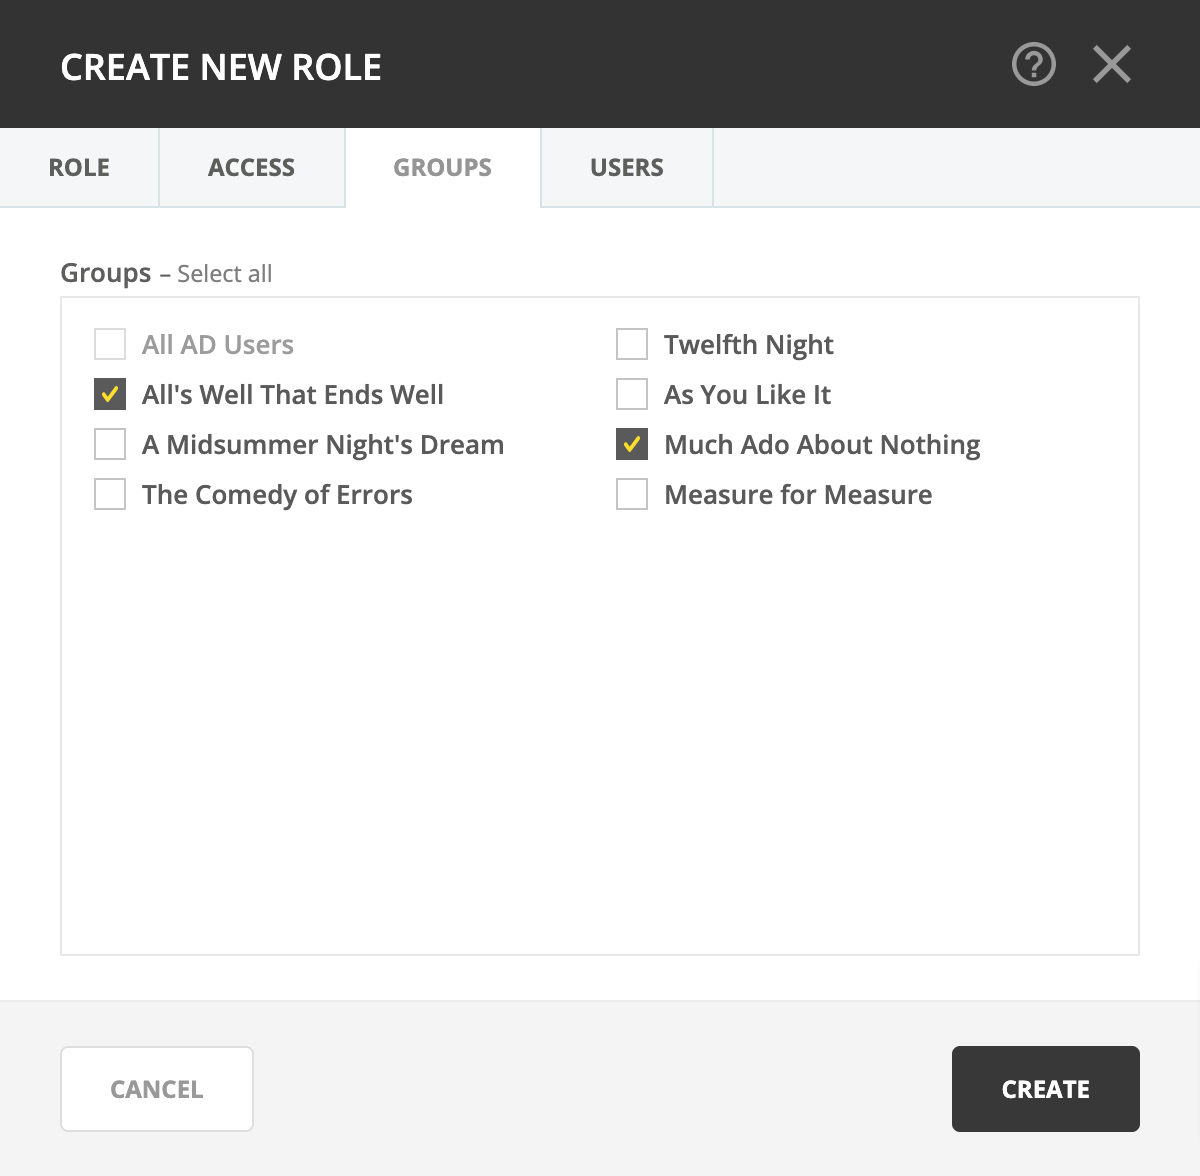 CREATE NEW ROLE
ROLE
ACCESS
GROUPS
USERS
Groups – Select all
All AD Users
All's Well That Ends Well
A Midsummer Night's Dream
The Comedy of Errors
Twelfth Night
As You Like It
Much Ado About Nothing
Measure for Measure
CANCEL
CREATE